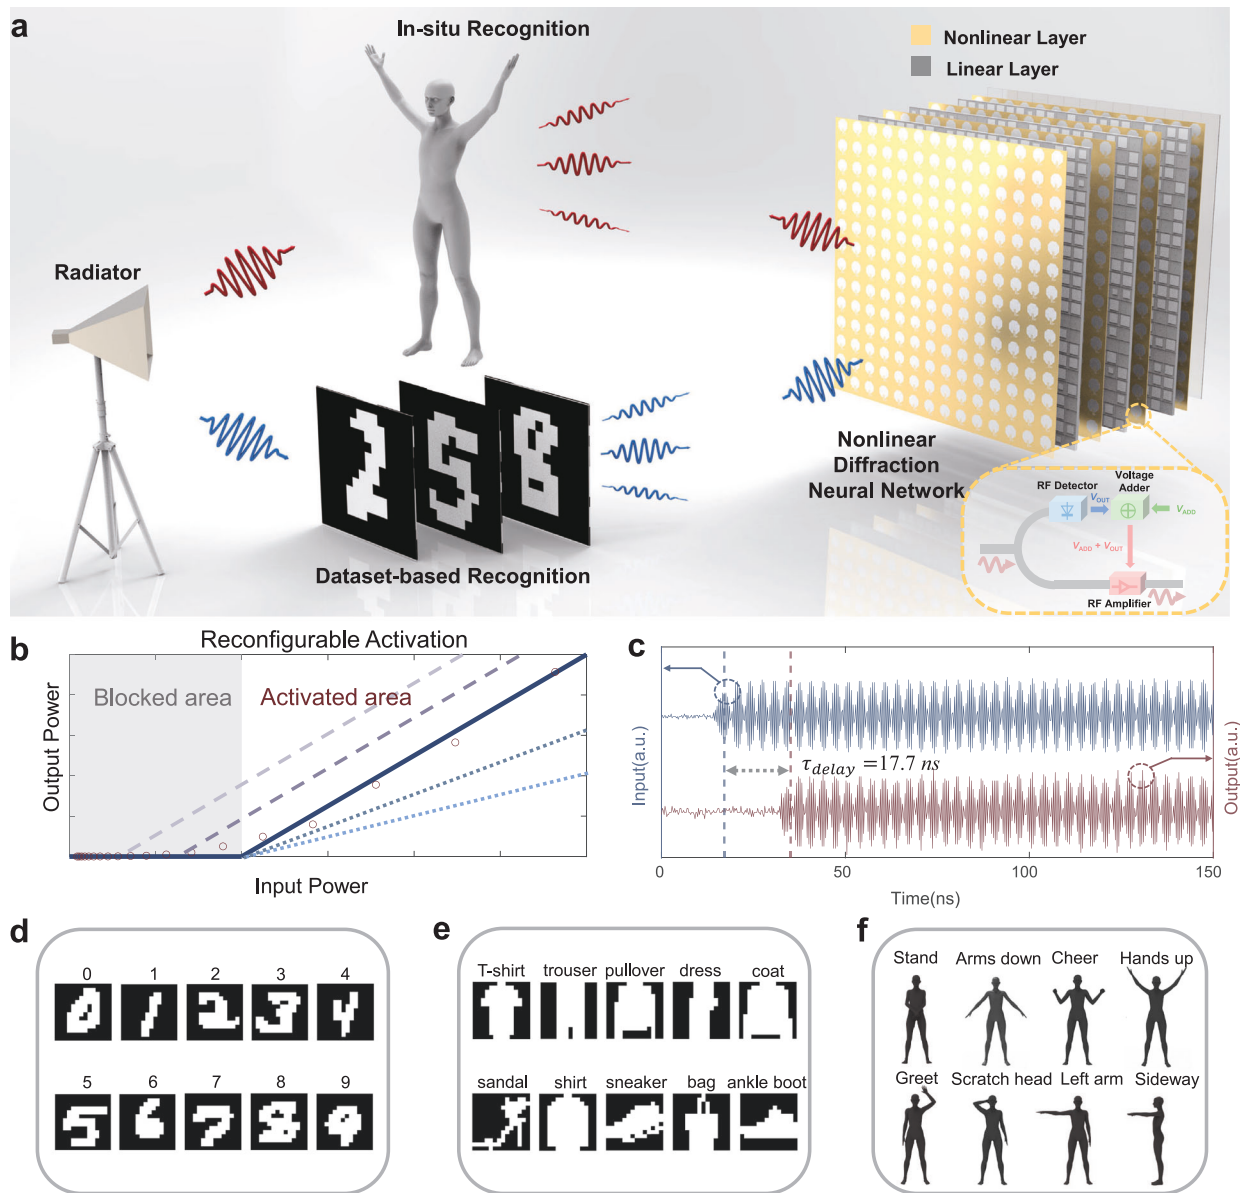 a
In-situ Recognition
Nonlinear Layer
Linear Layer
Radiator
Nonlinear
Diffraction
Neural Network
Dataset-based Recognition
RF Detector
Voltage
Adder
V_OUT
V_ADD
V_ADD + V_OUT
RF Amplifier
b
Reconfigurable Activation
Blocked area
Activated area
Output Power
Input Power
c
Input(a.u.)
Output(a.u.)
τ_delay = 17.7 ns
0 50 100 150
Time(ns)
d
0 1 2 3 4
5 6 7 8 9
e
T-shirt trouser pullover dress coat
sandal shirt sneaker bag ankle boot
f
Stand Arms down Cheer Hands up
Greet Scratch head Left arm Sideway